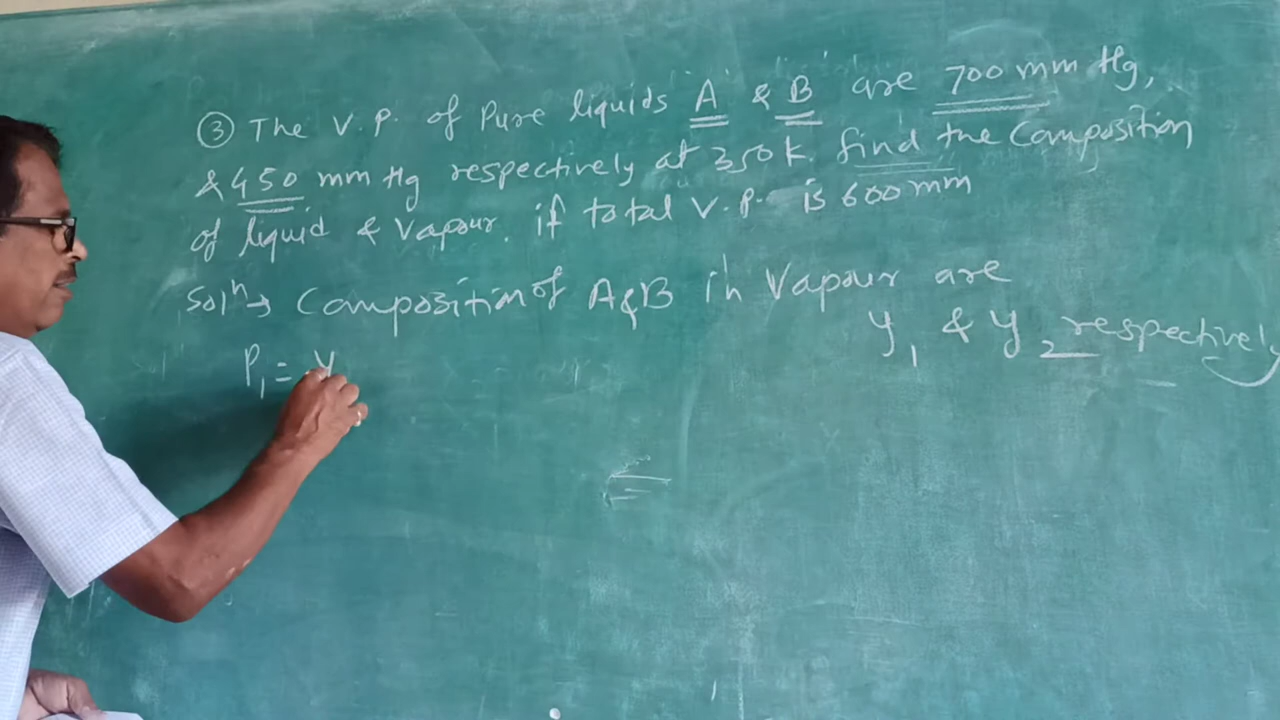 ③ The V.P. of Pure liquids 'A' & 'B' are 700 mm Hg,
& 450 mm Hg respectively at 350K. find the Composition
of liquid & Vapour. if total V.P. is 600 mm
Solⁿ→ Composition of A&B in Vapour are
y₁ & y₂ respectively
P₁ = y